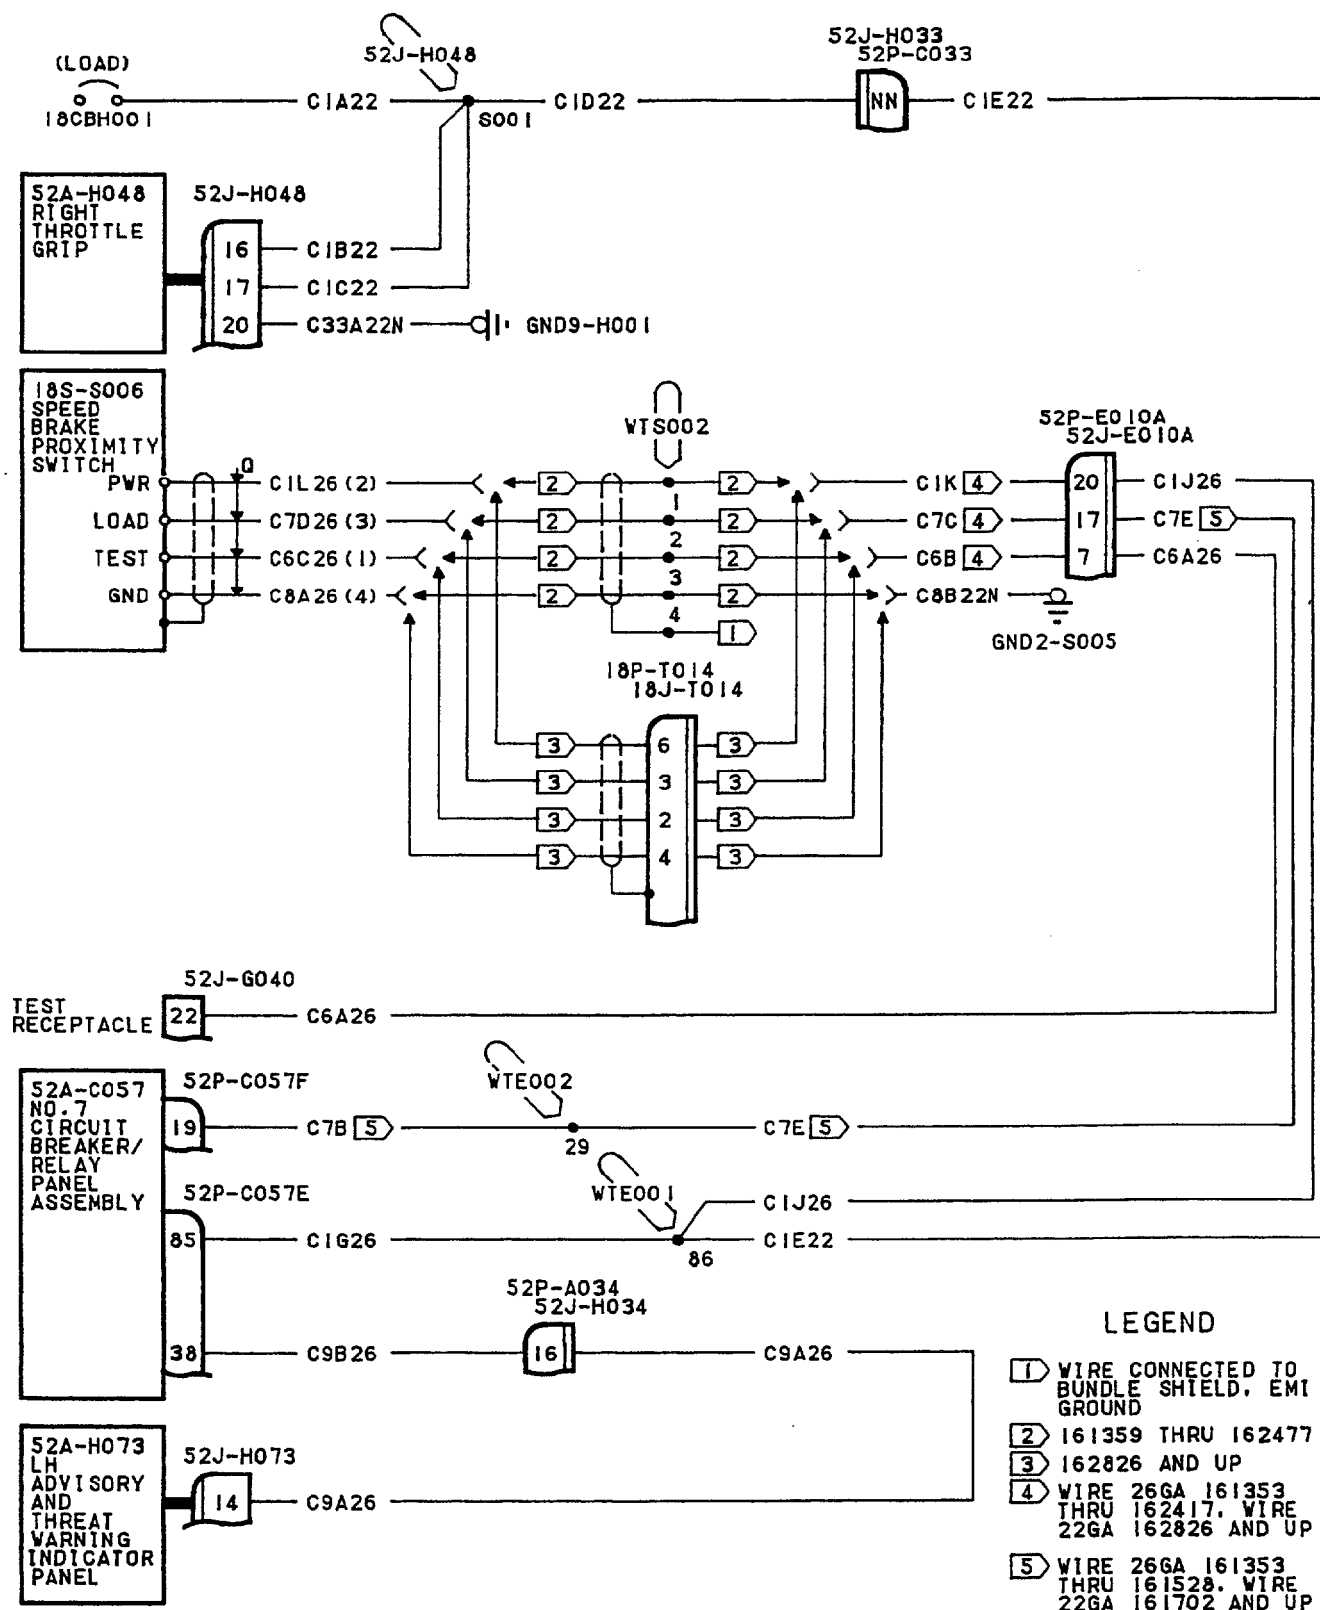 52J-H048
(LOAD)
18CBH001
C1A22
S001
C1D22
52J-H033
52P-C033
NN
C1E22
52A-H048
RIGHT
THROTTLE
GRIP
52J-H048
16
C1B22
17
C1C22
20
C33A22N
GND9-H001
18S-S006
SPEED
BRAKE
PROXIMITY
SWITCH
Q
PWR
LOAD
TEST
GND
C1L26(2)
C7D26(3)
C6C26(1)
C8A26(4)
WTS002
2 1 2
2 2 2
2 3 2
2 4 2
1
C1K 4
C7C 4
C6B 4
C8B22N
GND2-S005
52P-E010A
52J-E010A
20
17
7
C1J26
C7E 5
C6A26
18P-T014
18J-T014
3 6 3
3 3 3
3 2 3
3 4 3
52J-G040
TEST
RECEPTACLE
22
C6A26
52A-C057
NO.7
CIRCUIT
BREAKER/
RELAY
PANEL
ASSEMBLY
52P-C057F
19
C7B 5
WTE002
29
C7E 5
52P-C057E
85
C1G26
WTE001
86
C1J26
C1E22
38
C9B26
52P-A034
52J-H034
16
C9A26
52A-H073
LH
ADVISORY
AND
THREAT
WARNING
INDICATOR
PANEL
52J-H073
14
C9A26
LEGEND
1 WIRE CONNECTED TO
BUNDLE SHIELD. EMI
GROUND
2 161359 THRU 162477
3 162826 AND UP
4 WIRE 26GA 161353
THRU 162417. WIRE
22GA 162826 AND UP
5 WIRE 26GA 161353
THRU 161528. WIRE
22GA 161702 AND UP